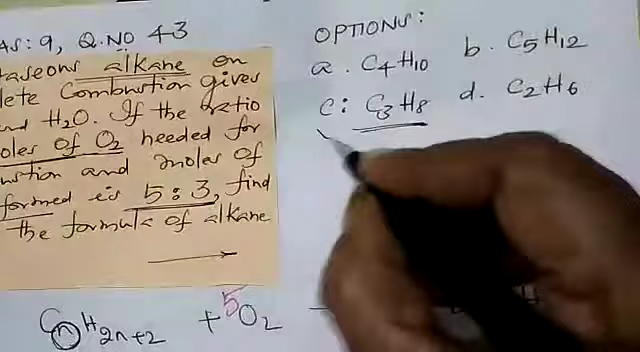 AS: 9, Q.NO 43
taseons alkane on
lete Combustion gives
and H2O. If the ratio
oles of O2 needed for
ustion and moles of
formed is 5:3, find
the formula of alkane
OPTIONS:
a. C4H10 b. C5H12
c: C3H8 d. C2H6
CnH2n+2 + 5O2